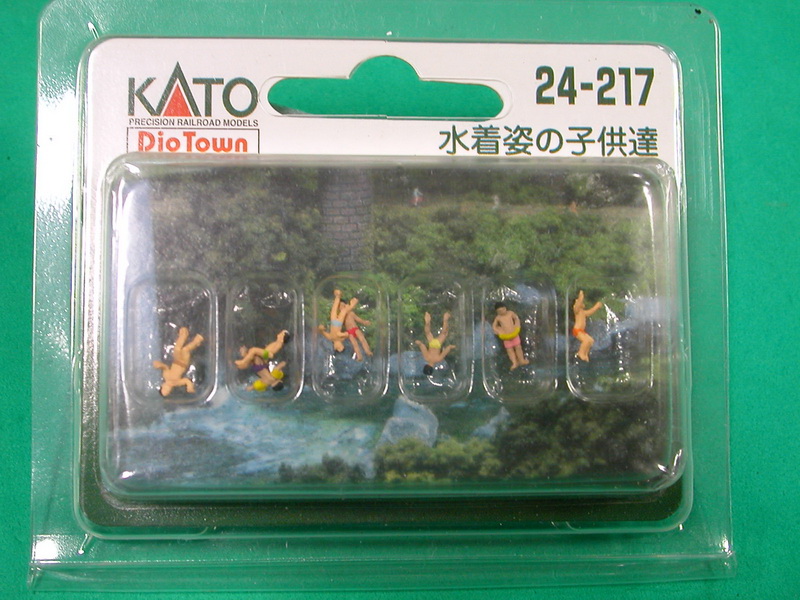 KATO
PRECISION RAILROAD MODELS
DioTown
24-217
水着姿の子供達